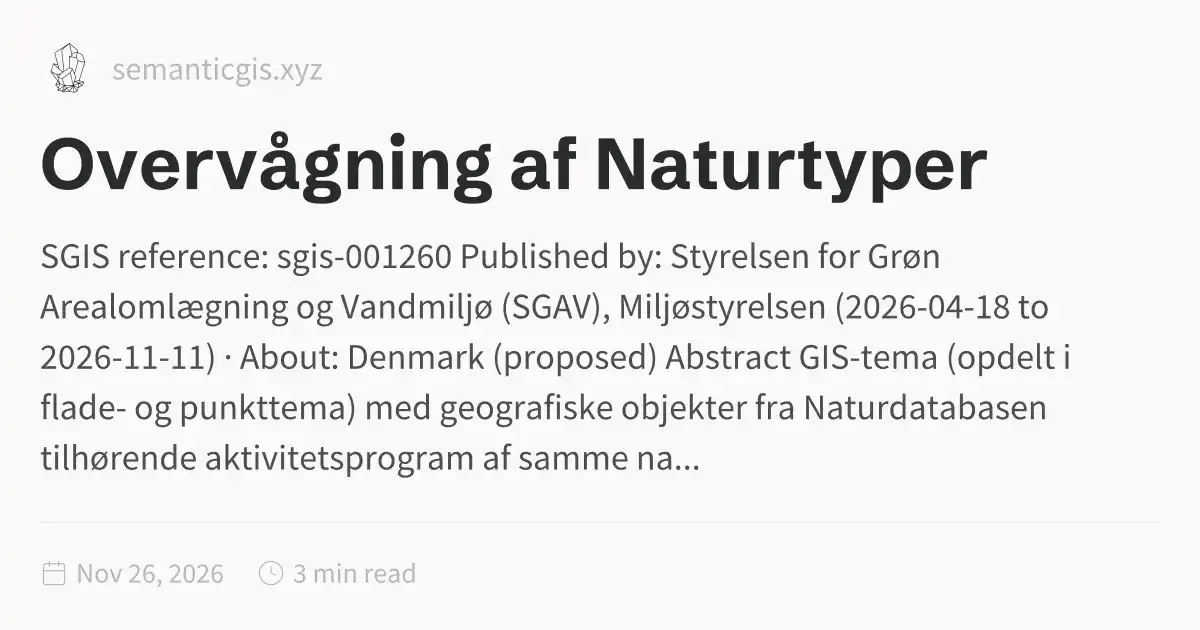 semanticgis.xyz
Overvågning af Naturtyper
SGIS reference: sgis-001260 Published by: Styrelsen for Grøn
Arealomlægning og Vandmiljø (SGAV), Miljøstyrelsen (2026-04-18 to
2026-11-11) · About: Denmark (proposed) Abstract GIS-tema (opdelt i
flade- og punkttema) med geografiske objekter fra Naturdatabasen
tilhørende aktivitetsprogram af samme na...
Nov 26, 2026 3 min read